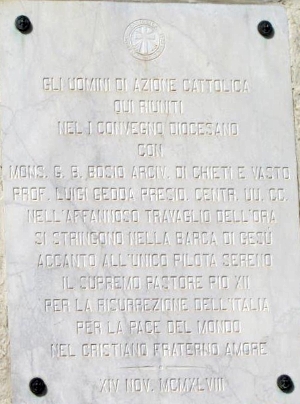 GLI UOMINI DI AZIONE CATTOLICA
QUI RIUNITI
NEL I CONVEGNO DIOCESANO
CON
MONS. G. B. BOSIO ARCIV. DI CHIETI E VASTO
PROF. LUIGI GEDDA PRESID. CENTR. UU. CC.
NELL'AFFANNOSO TRAVAGLIO DELL'ORA
SI STRINGONO NELLA BARCA DI GESÚ
ACCANTO ALL'UNICO PILOTA SERENO
IL SUPREMO PASTORE PIO XII
PER LA RISURREZIONE DELL'ITALIA
PER LA PACE DEL MONDO
NEL CRISTIANO FRATERNO AMORE
XIV NOV. MCMXLVIII